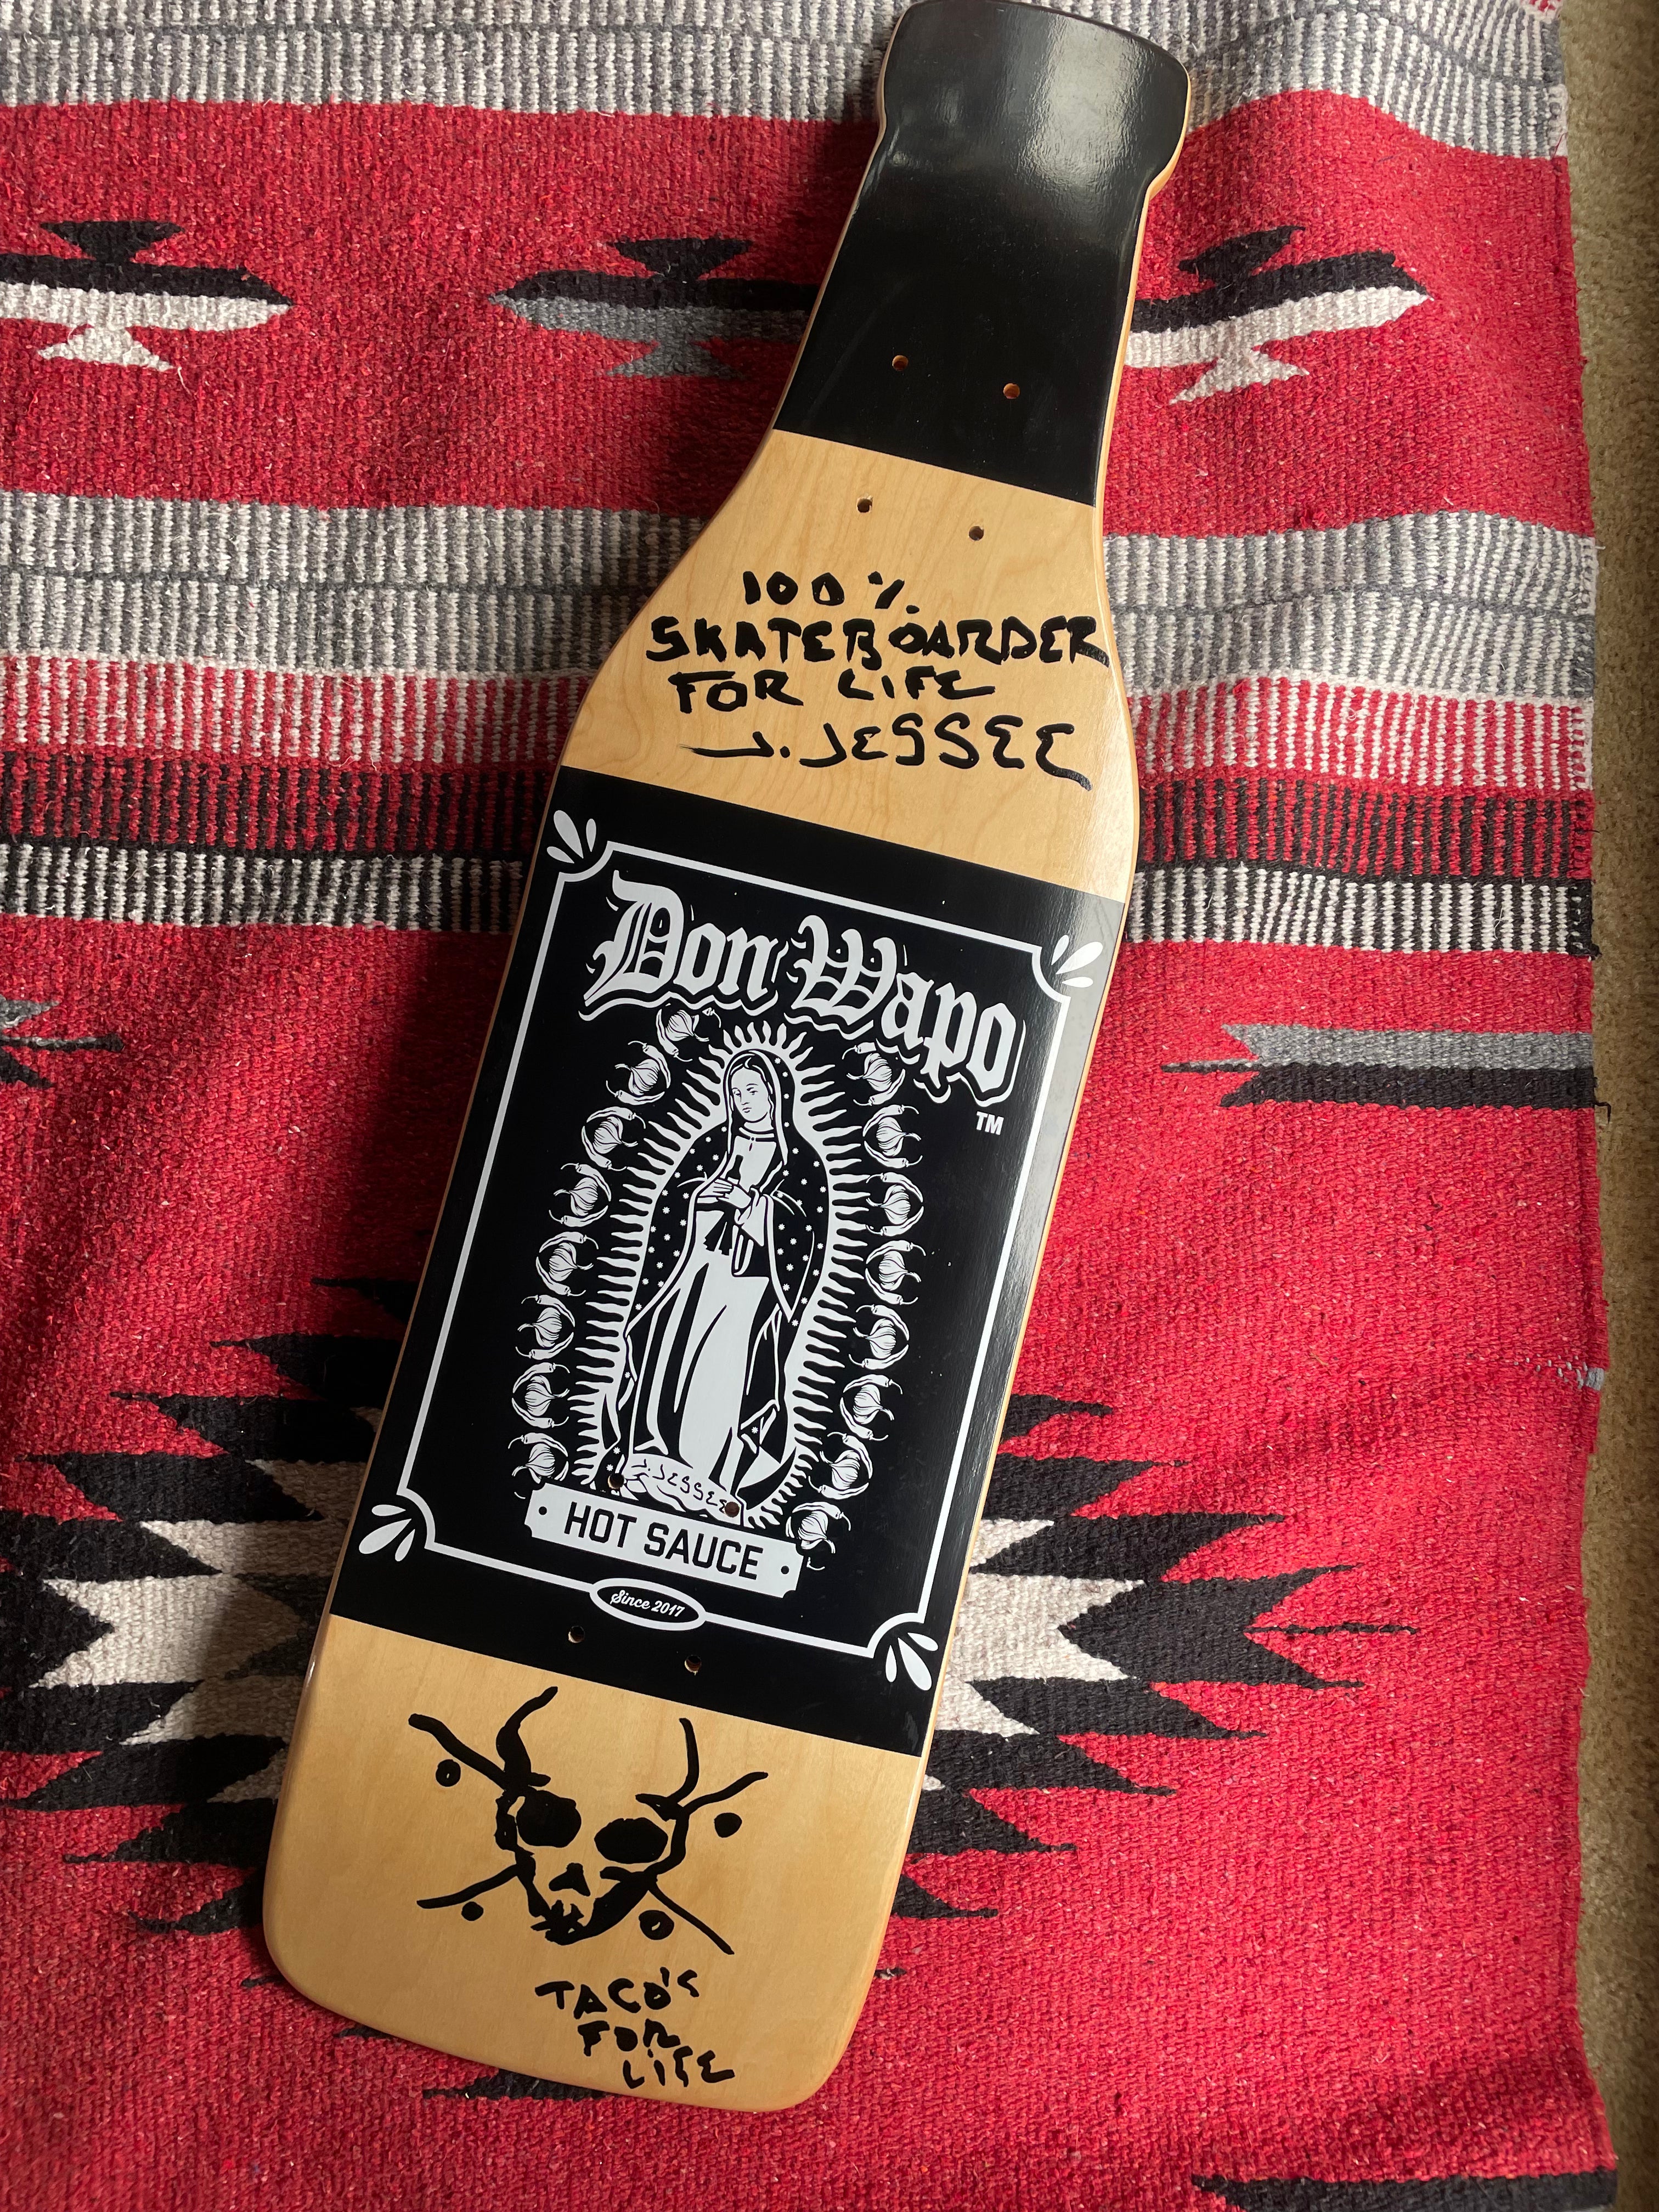 100%
SKATEBOARDER
FOR LIFE
J. JESSEE
Don Wapo
TM
J. JESSEE
HOT SAUCE
Since 2017
TACO'S
FOR
LIFE